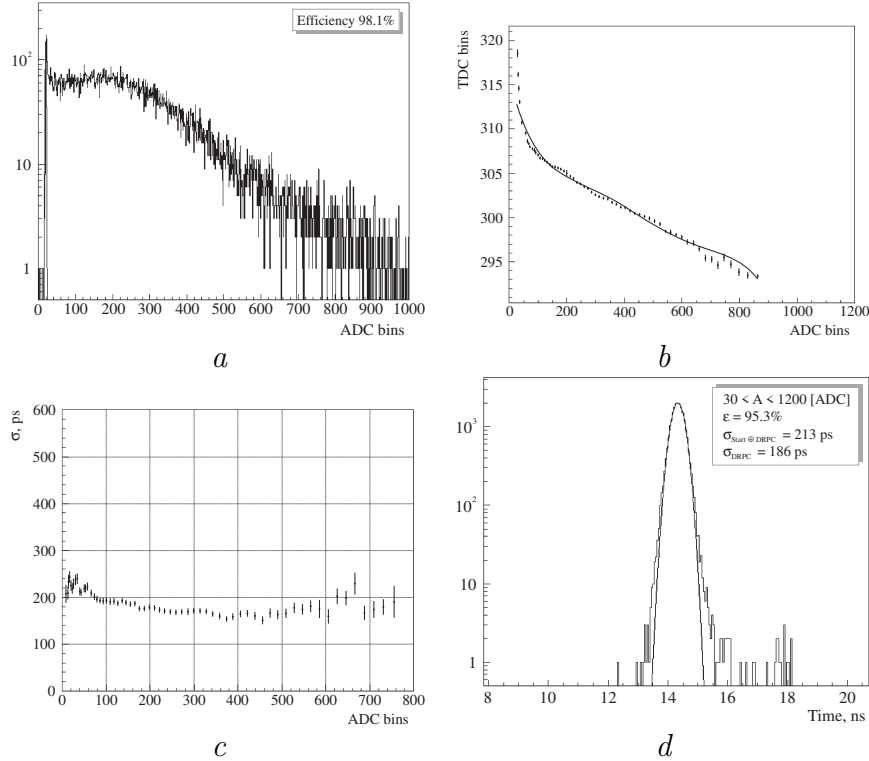 Efficiency 98.1%
10²
10
1
0 100 200 300 400 500 600 700 800 900 1000
ADC bins
a
TDC bins
320
315
310
305
300
295
0 200 400 600 800 1000 1200
ADC bins
b
σ, ps
600
500
400
300
200
100
0
0 100 200 300 400 500 600 700 800
ADC bins
c
30 < A < 1200 [ADC]
ε = 95.3%
σStart ⊕ DRPC = 213 ps
σDRPC = 186 ps
10³
10²
10
1
8 10 12 14 16 18 20
Time, ns
d